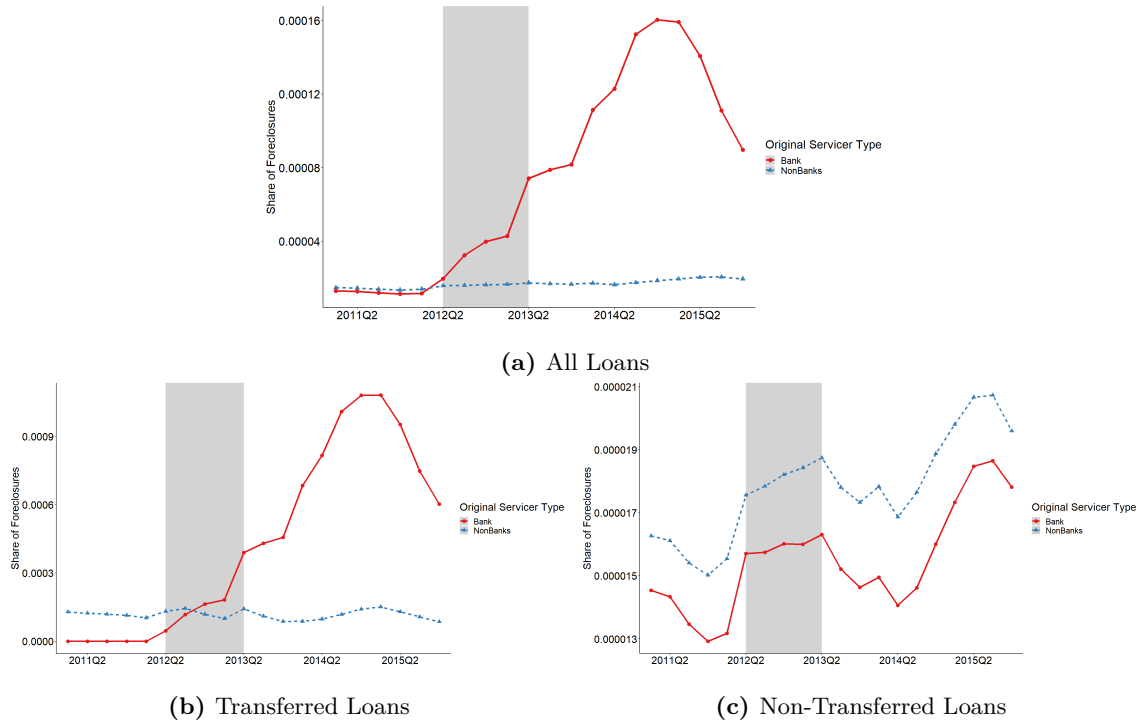 0.00016
0.00012
0.00008
0.00004
Share of Foreclosures
2011Q2 2012Q2 2013Q2 2014Q2 2015Q2
Original Servicer Type
Bank
NonBanks
(a) All Loans
0.0009
0.0006
0.0003
0.0000
Share of Foreclosures
2011Q2 2012Q2 2013Q2 2014Q2 2015Q2
Original Servicer Type
Bank
NonBanks
(b) Transferred Loans
0.000021
0.000019
0.000017
0.000015
0.000013
Share of Foreclosures
2011Q2 2012Q2 2013Q2 2014Q2 2015Q2
Original Servicer Type
Bank
NonBanks
(c) Non-Transferred Loans